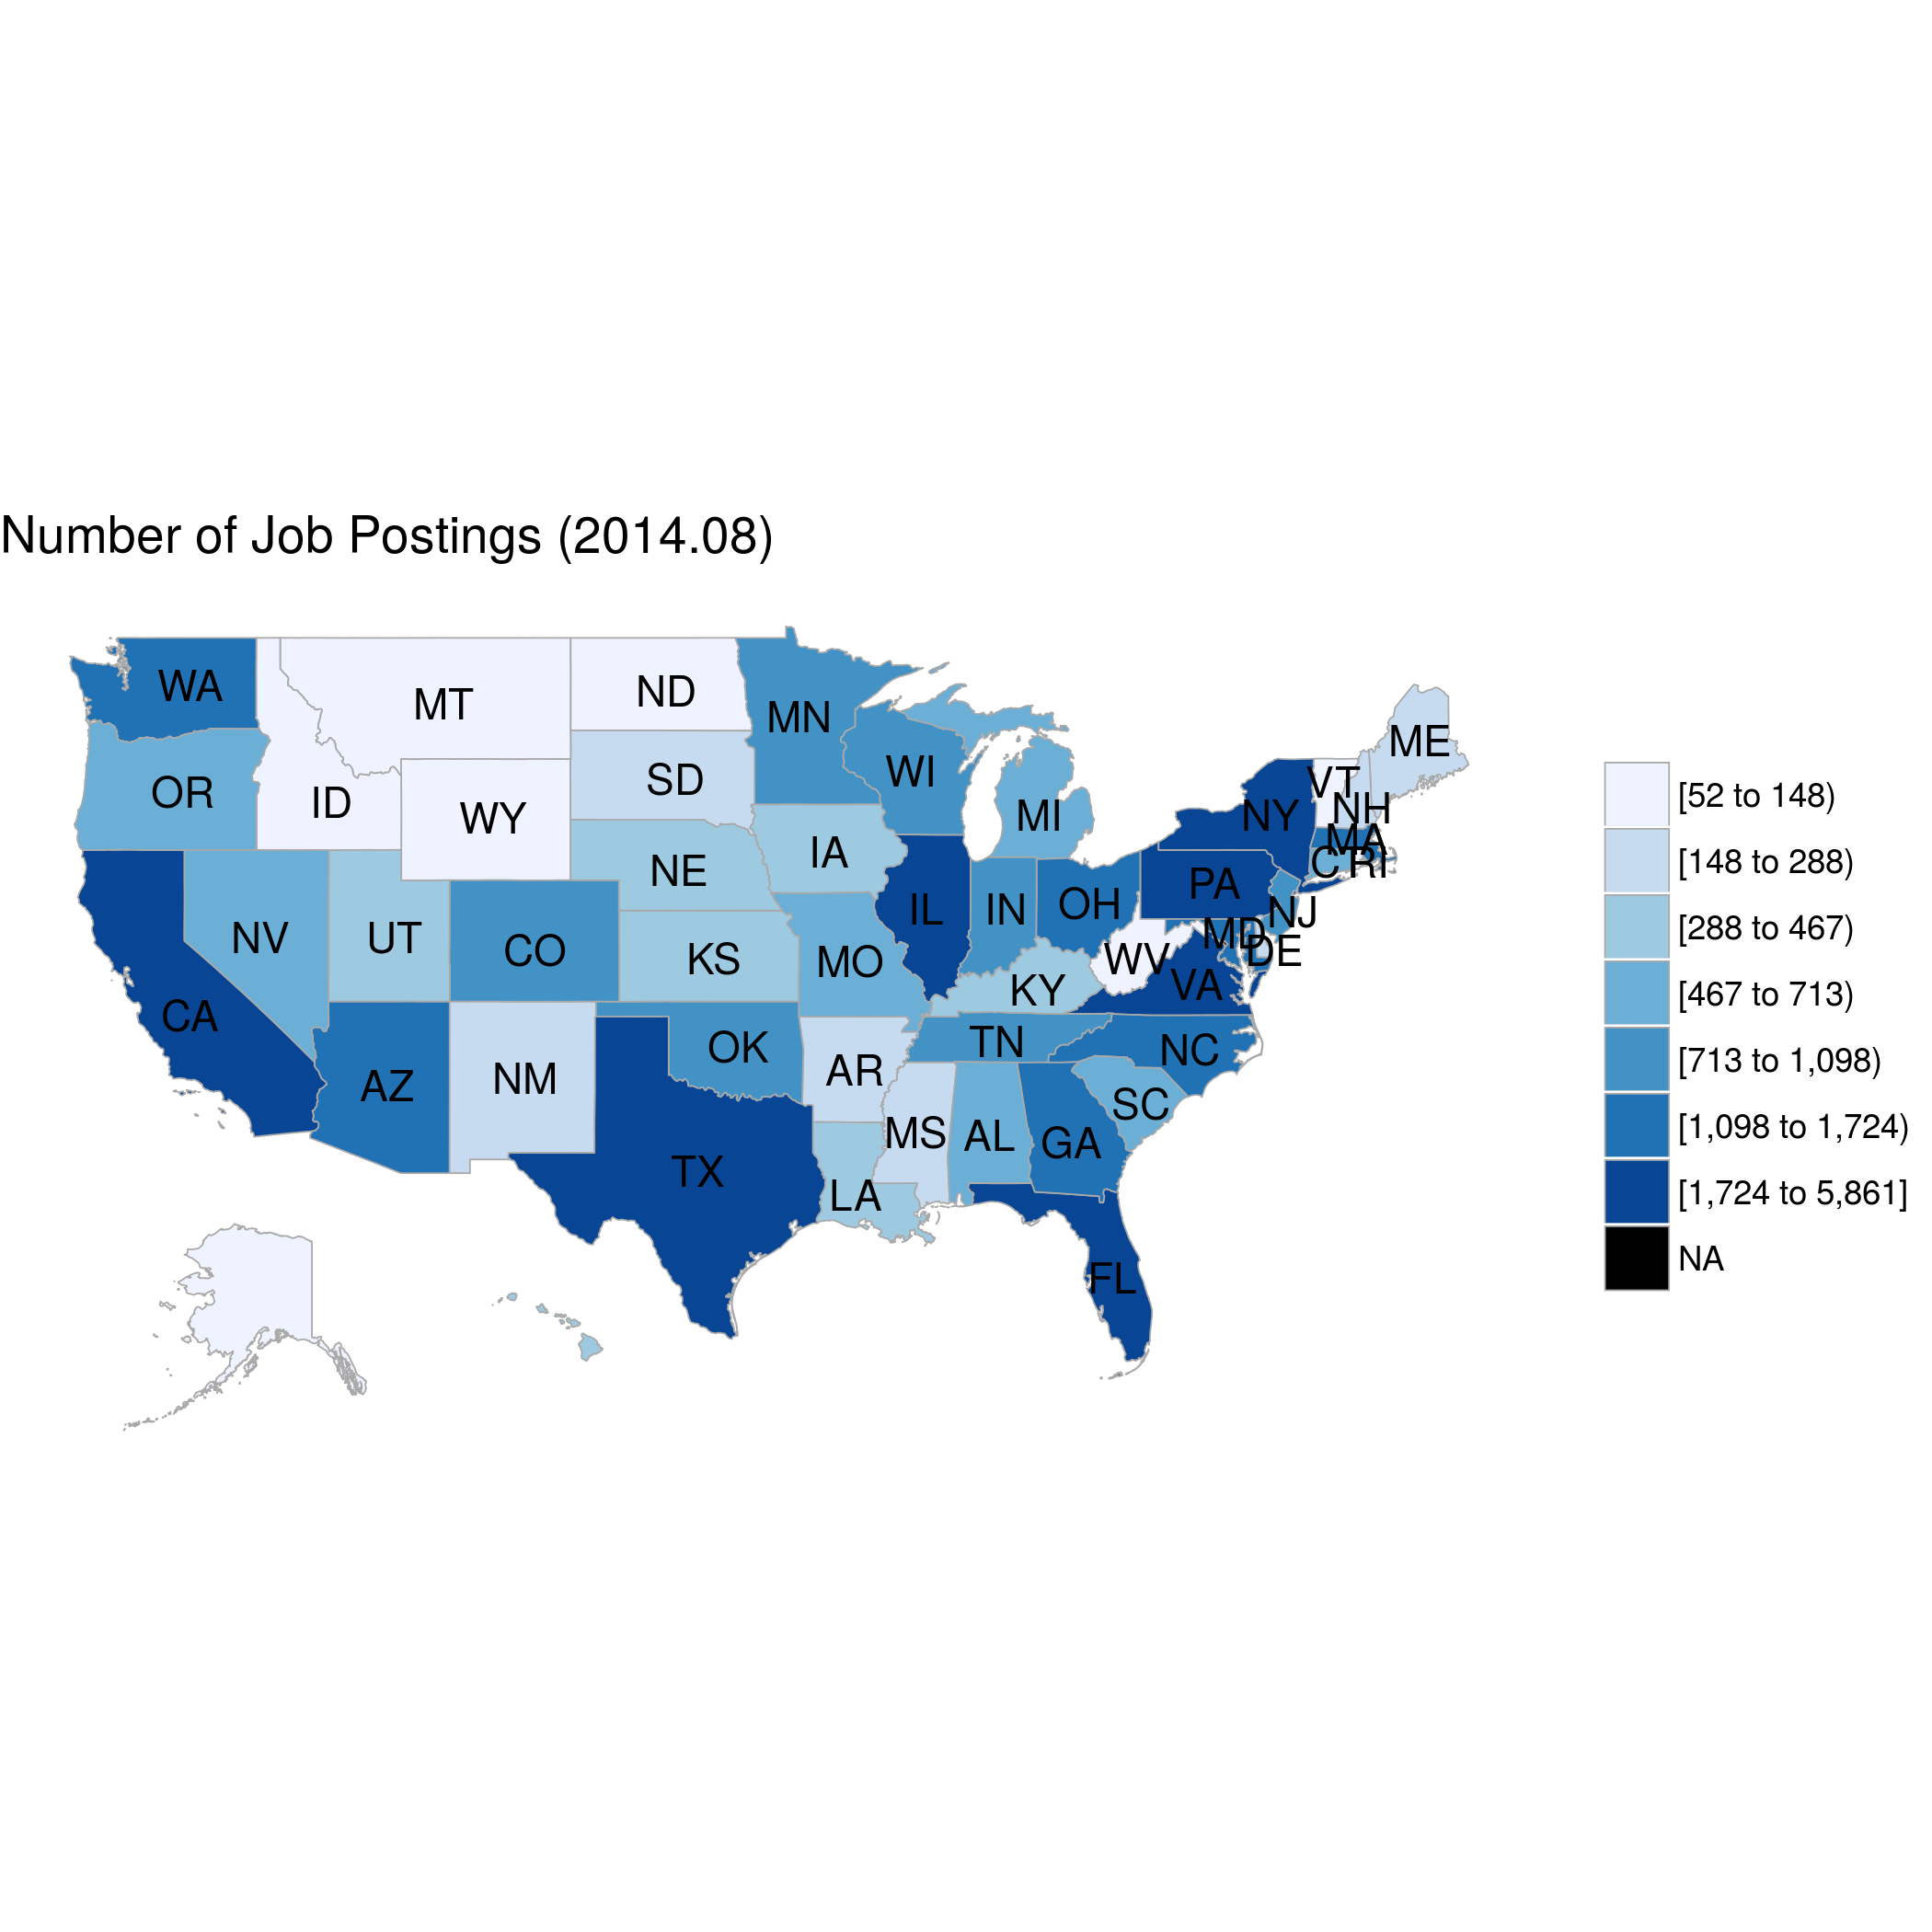 Number of Job Postings (2014.08)
WA
MT
ND
MN
ME
OR
ID
WY
SD
WI
MI
NY
VT
NH
MA
CT
RI
NE
IA
PA
NJ
NV
UT
CO
KS
MO
IL
IN
OH
MD
DE
WV
VA
KY
CA
AZ
NM
OK
AR
TN
NC
SC
MS
AL
GA
TX
LA
FL
[52 to 148)
[148 to 288)
[288 to 467)
[467 to 713)
[713 to 1,098)
[1,098 to 1,724)
[1,724 to 5,861]
NA